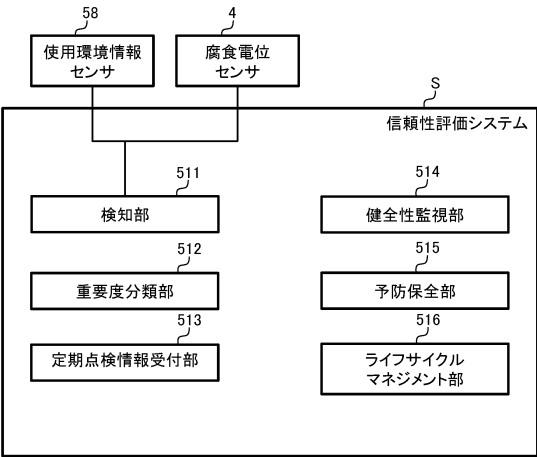 58
4
使用環境情報
センサ
腐食電位
センサ
S
信頼性評価システム
511
検知部
514
健全性監視部
512
重要度分類部
515
予防保全部
513
定期点検情報受付部
516
ライフサイクル
マネジメント部